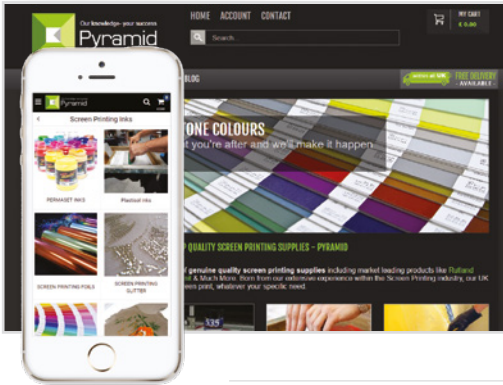 Our knowledge - your success
Pyramid
HOME ACCOUNT CONTACT
Search...
MY CART
€ 0.00
BLOG
FREE DELIVERY
- AVAILABLE -
TONE COLOURS
t you're after and we'll make it happen
P QUALITY SCREEN PRINTING SUPPLIES - PYRAMID
genuine quality screen printing supplies including market leading products like Rutland
& Much More. Born from our extensive experience within the Screen Printing industry, our UK
een print, whatever your specific need.
335
Pyramid
Screen Printing Inks
PERMASET INKS
Plastisol Inks
SCREEN PRINTING FOILS
SCREEN PRINTING
GLITTER